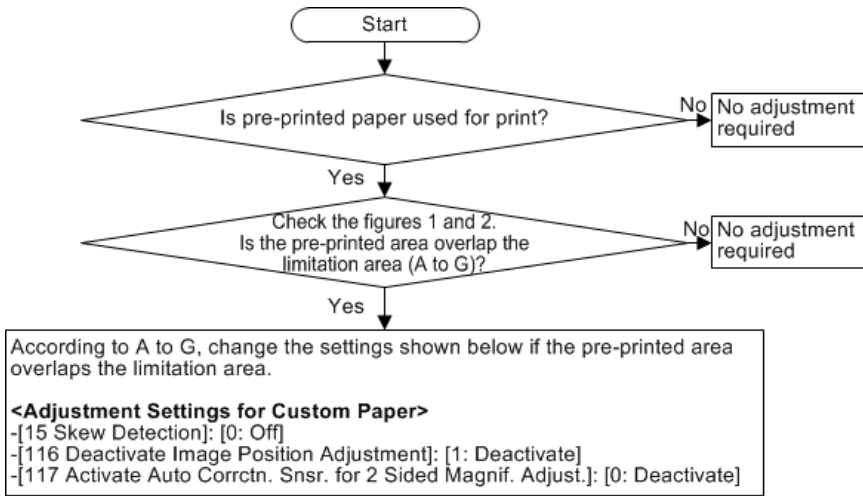 Start
Is pre-printed paper used for print?
No
No adjustment
required
Yes
Check the figures 1 and 2.
Is the pre-printed area overlap the
limitation area (A to G)?
No
No adjustment
required
Yes
According to A to G, change the settings shown below if the pre-printed area
overlaps the limitation area.
<Adjustment Settings for Custom Paper>
-[15 Skew Detection]: [0: Off]
-[116 Deactivate Image Position Adjustment]: [1: Deactivate]
-[117 Activate Auto Corrctn. Snsr. for 2 Sided Magnif. Adjust.]: [0: Deactivate]